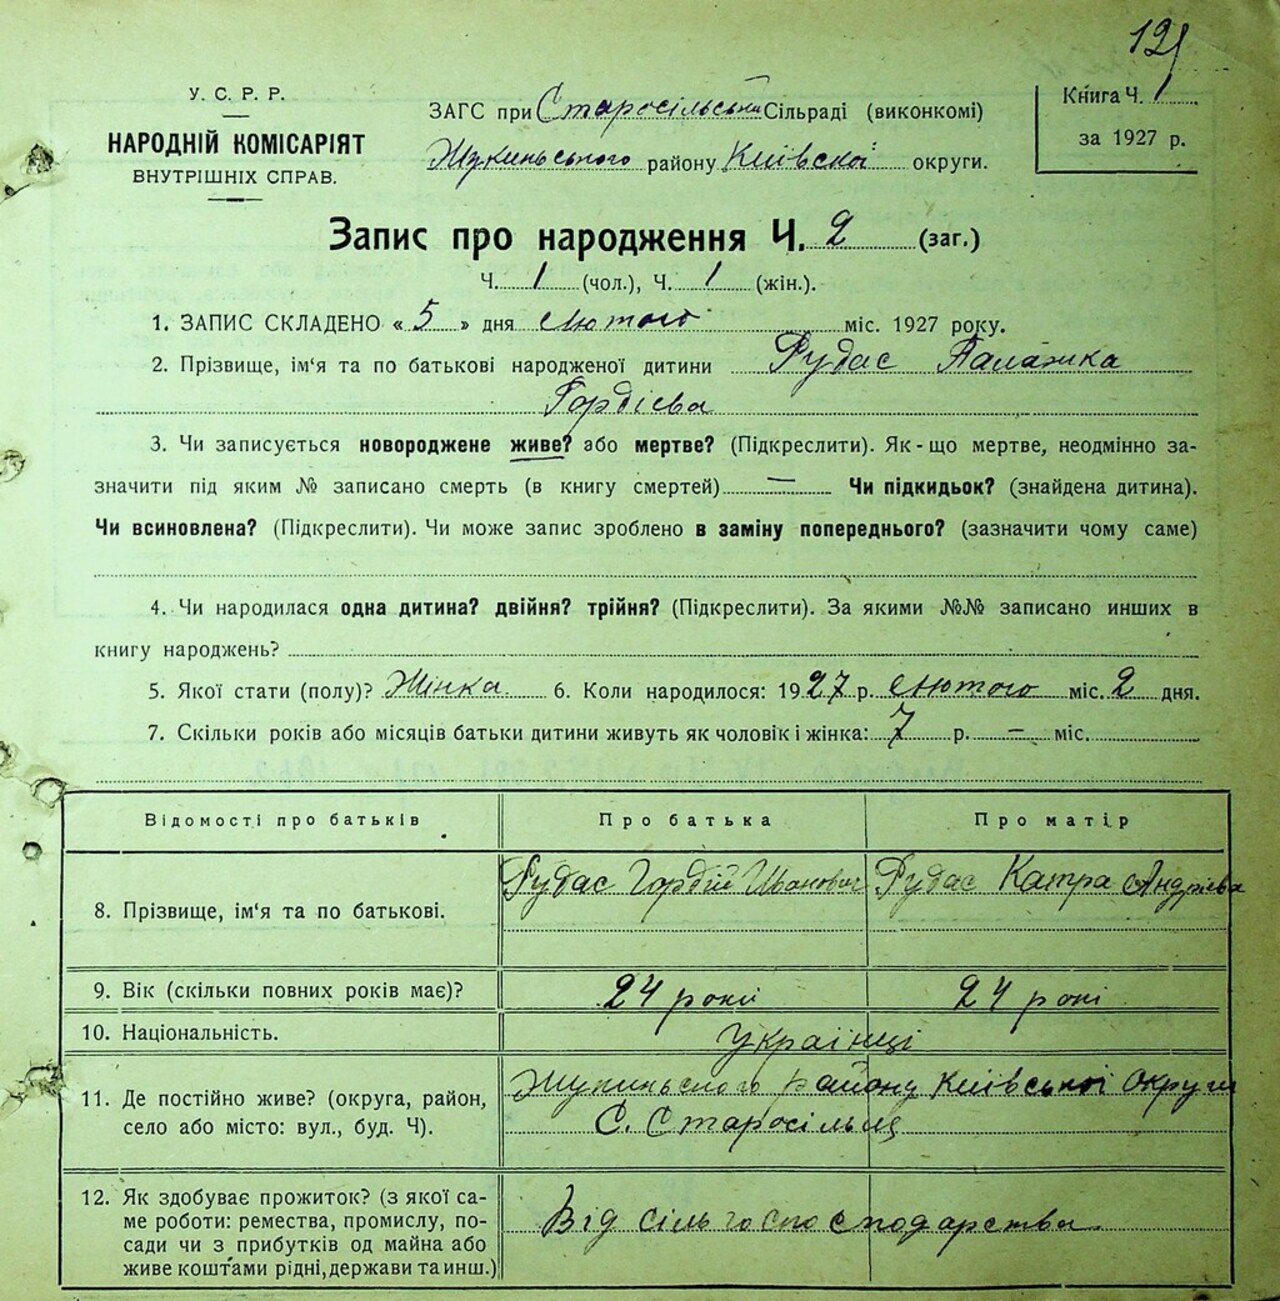 121
У. С. Р. Р.
НАРОДНІЙ КОМІСАРІЯТ
ВНУТРІШНІХ СПРАВ.
ЗАГС при Старосільській Сільраді (виконкомі)
Жукинського району Київскої округи.
Книга Ч. 1
за 1927 р.
Запис про народження Ч. 2 (заг.)
Ч. 1 (чол.), Ч. 1 (жін.).
1. ЗАПИС СКЛАДЕНО « 5 » дня лютого міс. 1927 року.
2. Прізвище, ім‘я та по батькові народженої дитини Рудас Палажка
Гордієва
3. Чи записується новороджене живе? або мертве? (Підкреслити). Як-що мертве, неодмінно за-
значити під яким № записано смерть (в книгу смертей) — Чи підкидьок? (знайдена дитина).
Чи всиновлена? (Підкреслити). Чи може запис зроблено в заміну попереднього? (зазначити чому саме)
4. Чи народилася одна дитина? двійня? трійня? (Підкреслити). За якими №№ записано инших в
книгу народжень?
5. Якої стати (полу)? Жінка 6. Коли народилося: 1927 р. лютого міс. 2 дня.
7. Скільки років або місяців батьки дитини живуть як чоловік і жінка: 7 р. — міс.
Відомості про батьків Про батька Про матір
8. Прізвище, ім‘я та по батькові. Рудас Гордій Іванович Рудас Катра Андрієва
9. Вік (скільки повних років має)? 24 роки 24 рокі
10. Національність. Українці
11. Де постійно живе? (округа, район,
село або місто: вул., буд. Ч).
Жукинського району Київської Округи
С. Старосілья
12. Як здобуває прожиток? (з якої са-
ме роботи: ремества, промислу, по-
сади чи з прибутків од майна або
живе коштами рідні, держави та инш.)
Від сільгоспосподарства